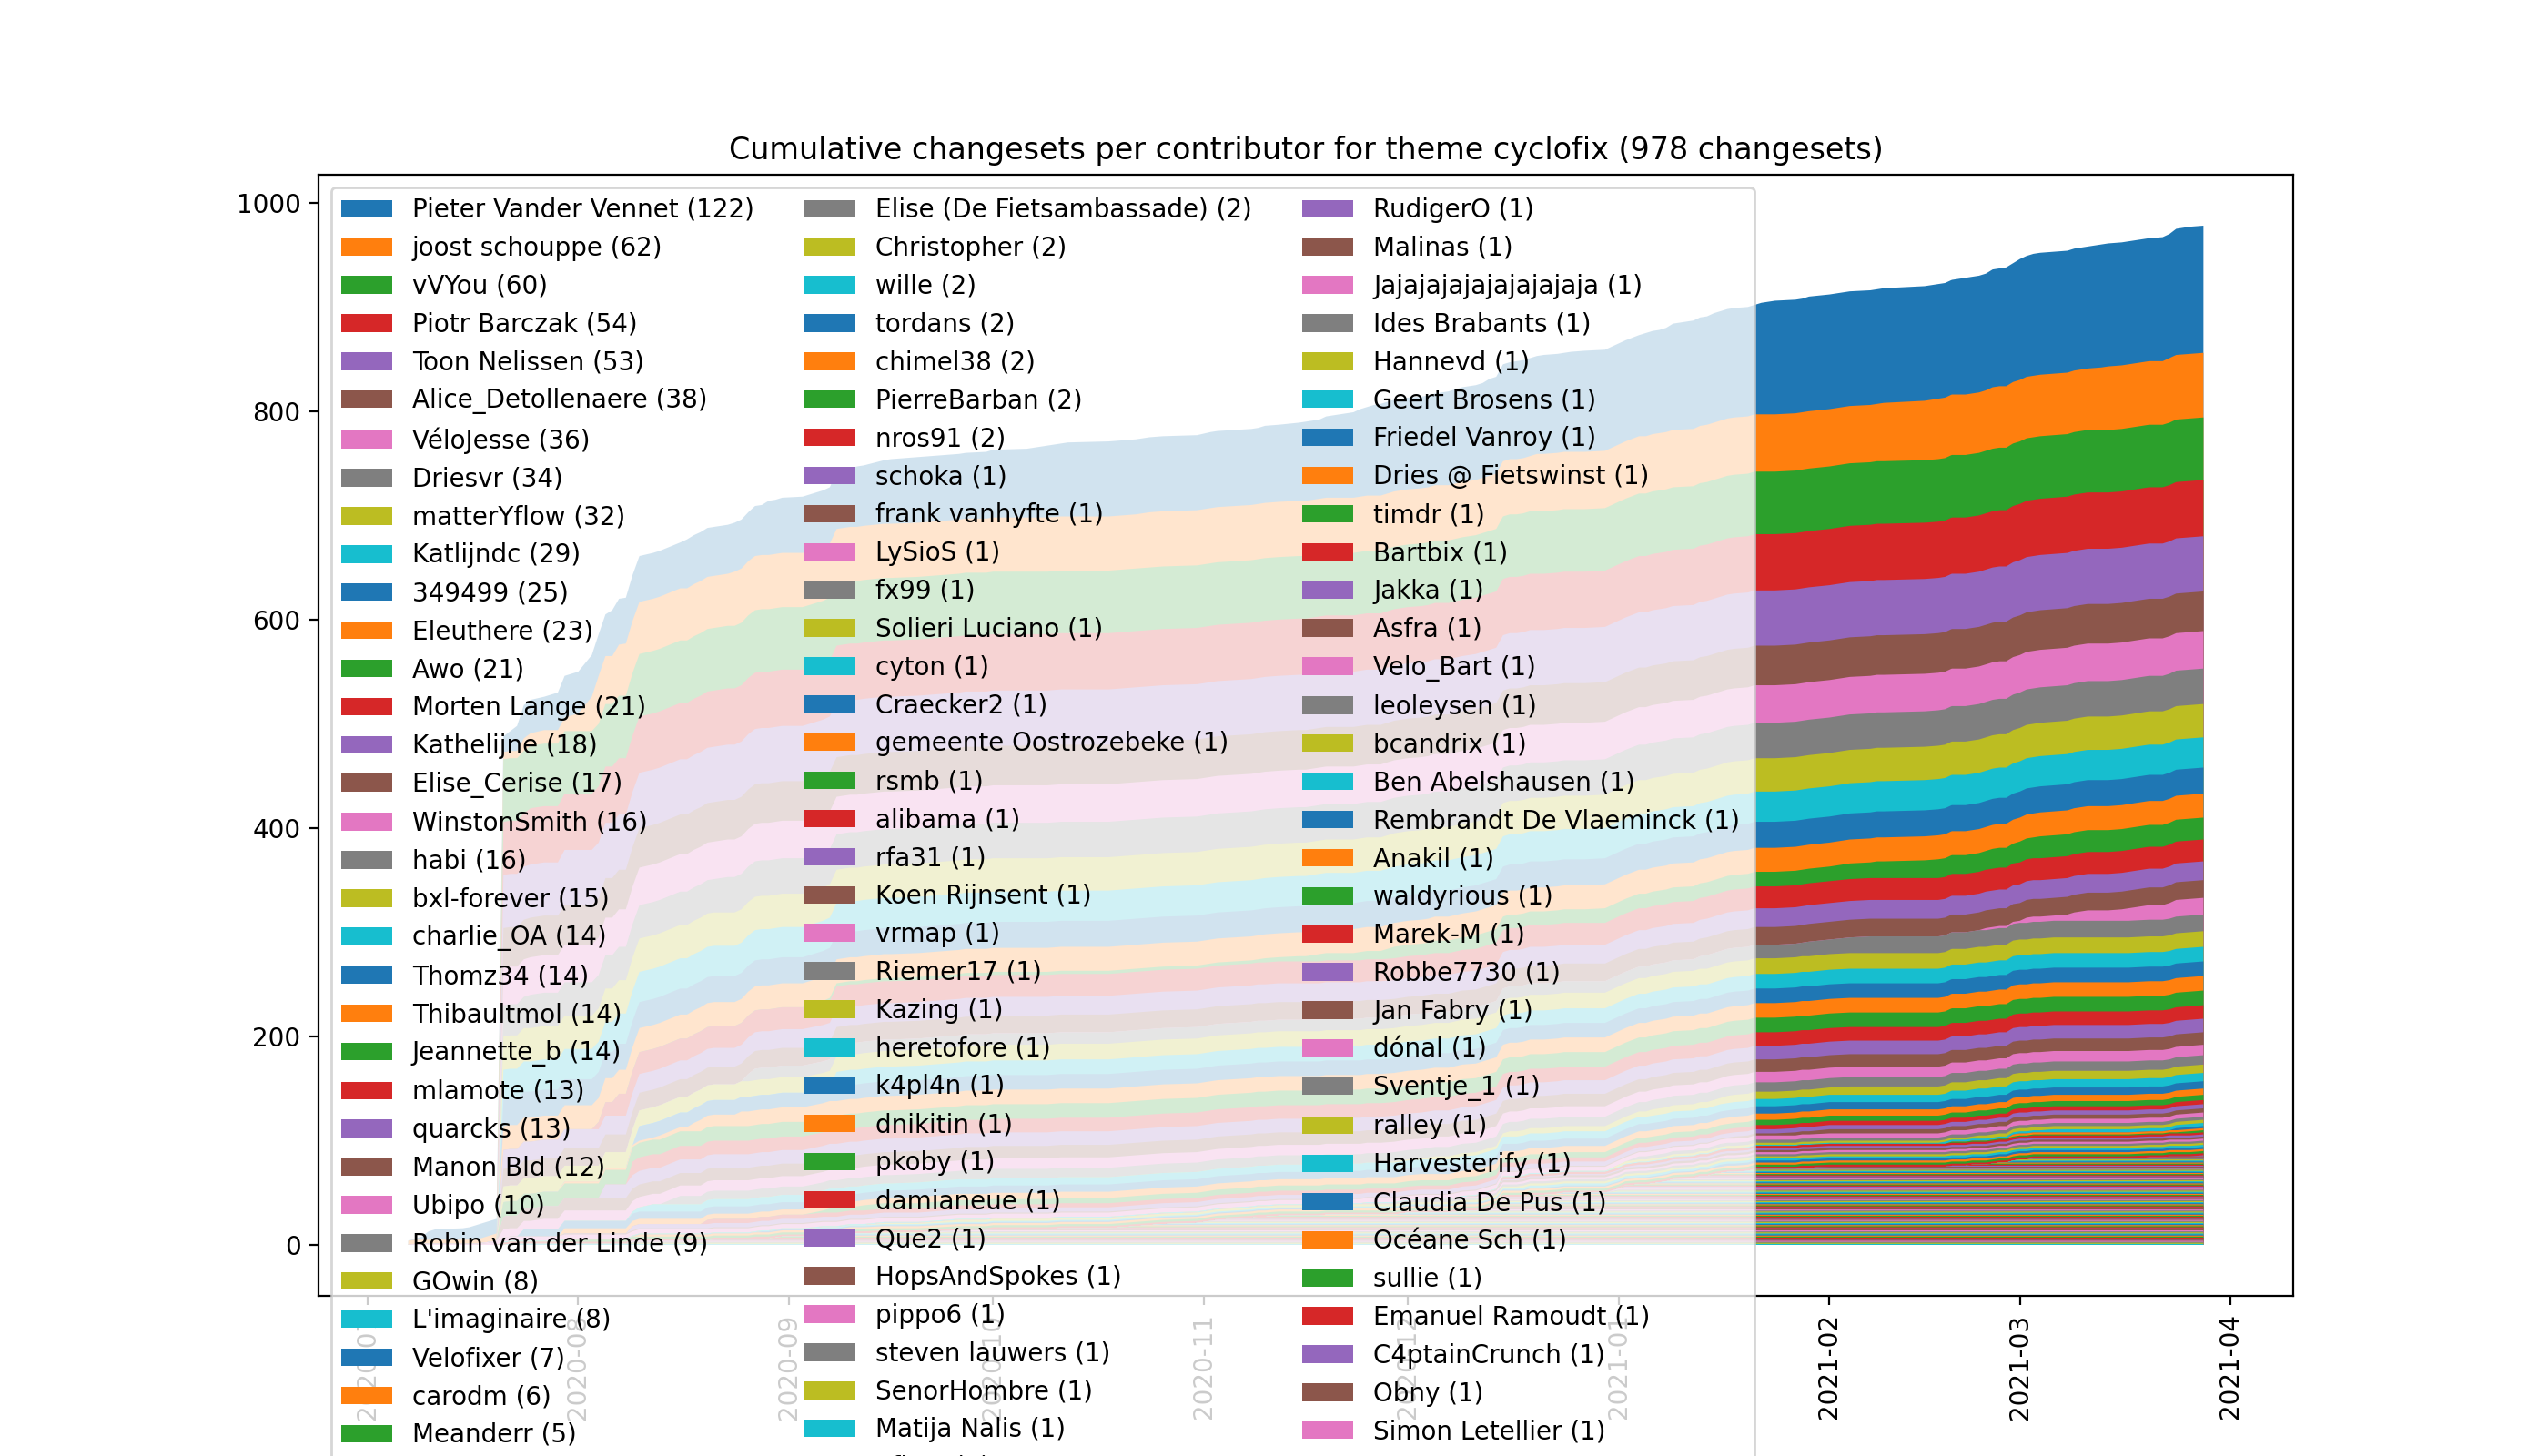 Cumulative changesets per contributor for theme cyclofix (978 changesets)
1000
800
600
400
200
0
Pieter Vander Vennet (122)
joost schouppe (62)
vVYou (60)
Piotr Barczak (54)
Toon Nelissen (53)
Alice_Detollenaere (38)
VéloJesse (36)
Driesvr (34)
matterYflow (32)
Katlijndc (29)
349499 (25)
Eleuthere (23)
Awo (21)
Morten Lange (21)
Kathelijne (18)
Elise_Cerise (17)
WinstonSmith (16)
habi (16)
bxl-forever (15)
charlie_OA (14)
Thomz34 (14)
Thibaultmol (14)
Jeannette_b (14)
mlamote (13)
quarcks (13)
Manon Bld (12)
Ubipo (10)
Robin van der Linde (9)
GOwin (8)
L'imaginaire (8)
Velofixer (7)
carodm (6)
Meanderr (5)
Elise (De Fietsambassade) (2)
Christopher (2)
wille (2)
tordans (2)
chimel38 (2)
PierreBarban (2)
nros91 (2)
schoka (1)
frank vanhyfte (1)
LySioS (1)
fx99 (1)
Solieri Luciano (1)
cyton (1)
Craecker2 (1)
gemeente Oostrozebeke (1)
rsmb (1)
alibama (1)
rfa31 (1)
Koen Rijnsent (1)
vrmap (1)
Riemer17 (1)
Kazing (1)
heretofore (1)
k4pl4n (1)
dnikitin (1)
pkoby (1)
damianeue (1)
Que2 (1)
HopsAndSpokes (1)
pippo6 (1)
steven lauwers (1)
SenorHombre (1)
Matija Nalis (1)
RudigerO (1)
Malinas (1)
Jajajajajajajajaja (1)
Ides Brabants (1)
Hannevd (1)
Geert Brosens (1)
Friedel Vanroy (1)
Dries @ Fietswinst (1)
timdr (1)
Bartbix (1)
Jakka (1)
Asfra (1)
Velo_Bart (1)
leoleysen (1)
bcandrix (1)
Ben Abelshausen (1)
Rembrandt De Vlaeminck (1)
Anakil (1)
waldyrious (1)
Marek-M (1)
Robbe7730 (1)
Jan Fabry (1)
dónal (1)
Sventje_1 (1)
ralley (1)
Harvesterify (1)
Claudia De Pus (1)
Océane Sch (1)
sullie (1)
Emanuel Ramoudt (1)
C4ptainCrunch (1)
Obny (1)
Simon Letellier (1)
2020-08
2020-09
2020-10
2020-11
2020-12
2021-01
2021-02
2021-03
2021-04